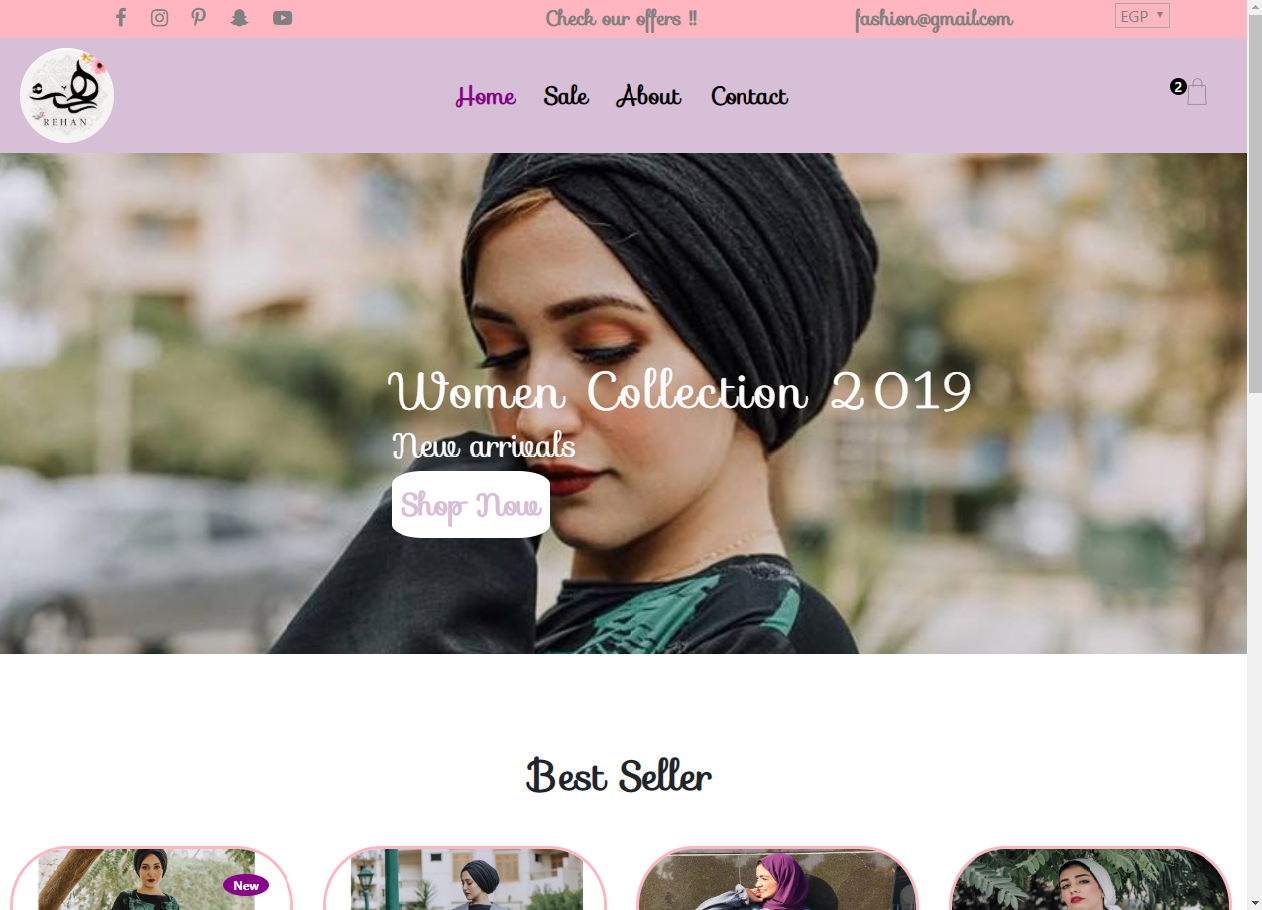 Check our offers !!
fashion@gmail.com
EGP
REHAN
Home Sale About Contact
2
Women Collection 2019
New arrivals
Shop Now
Best Seller
New